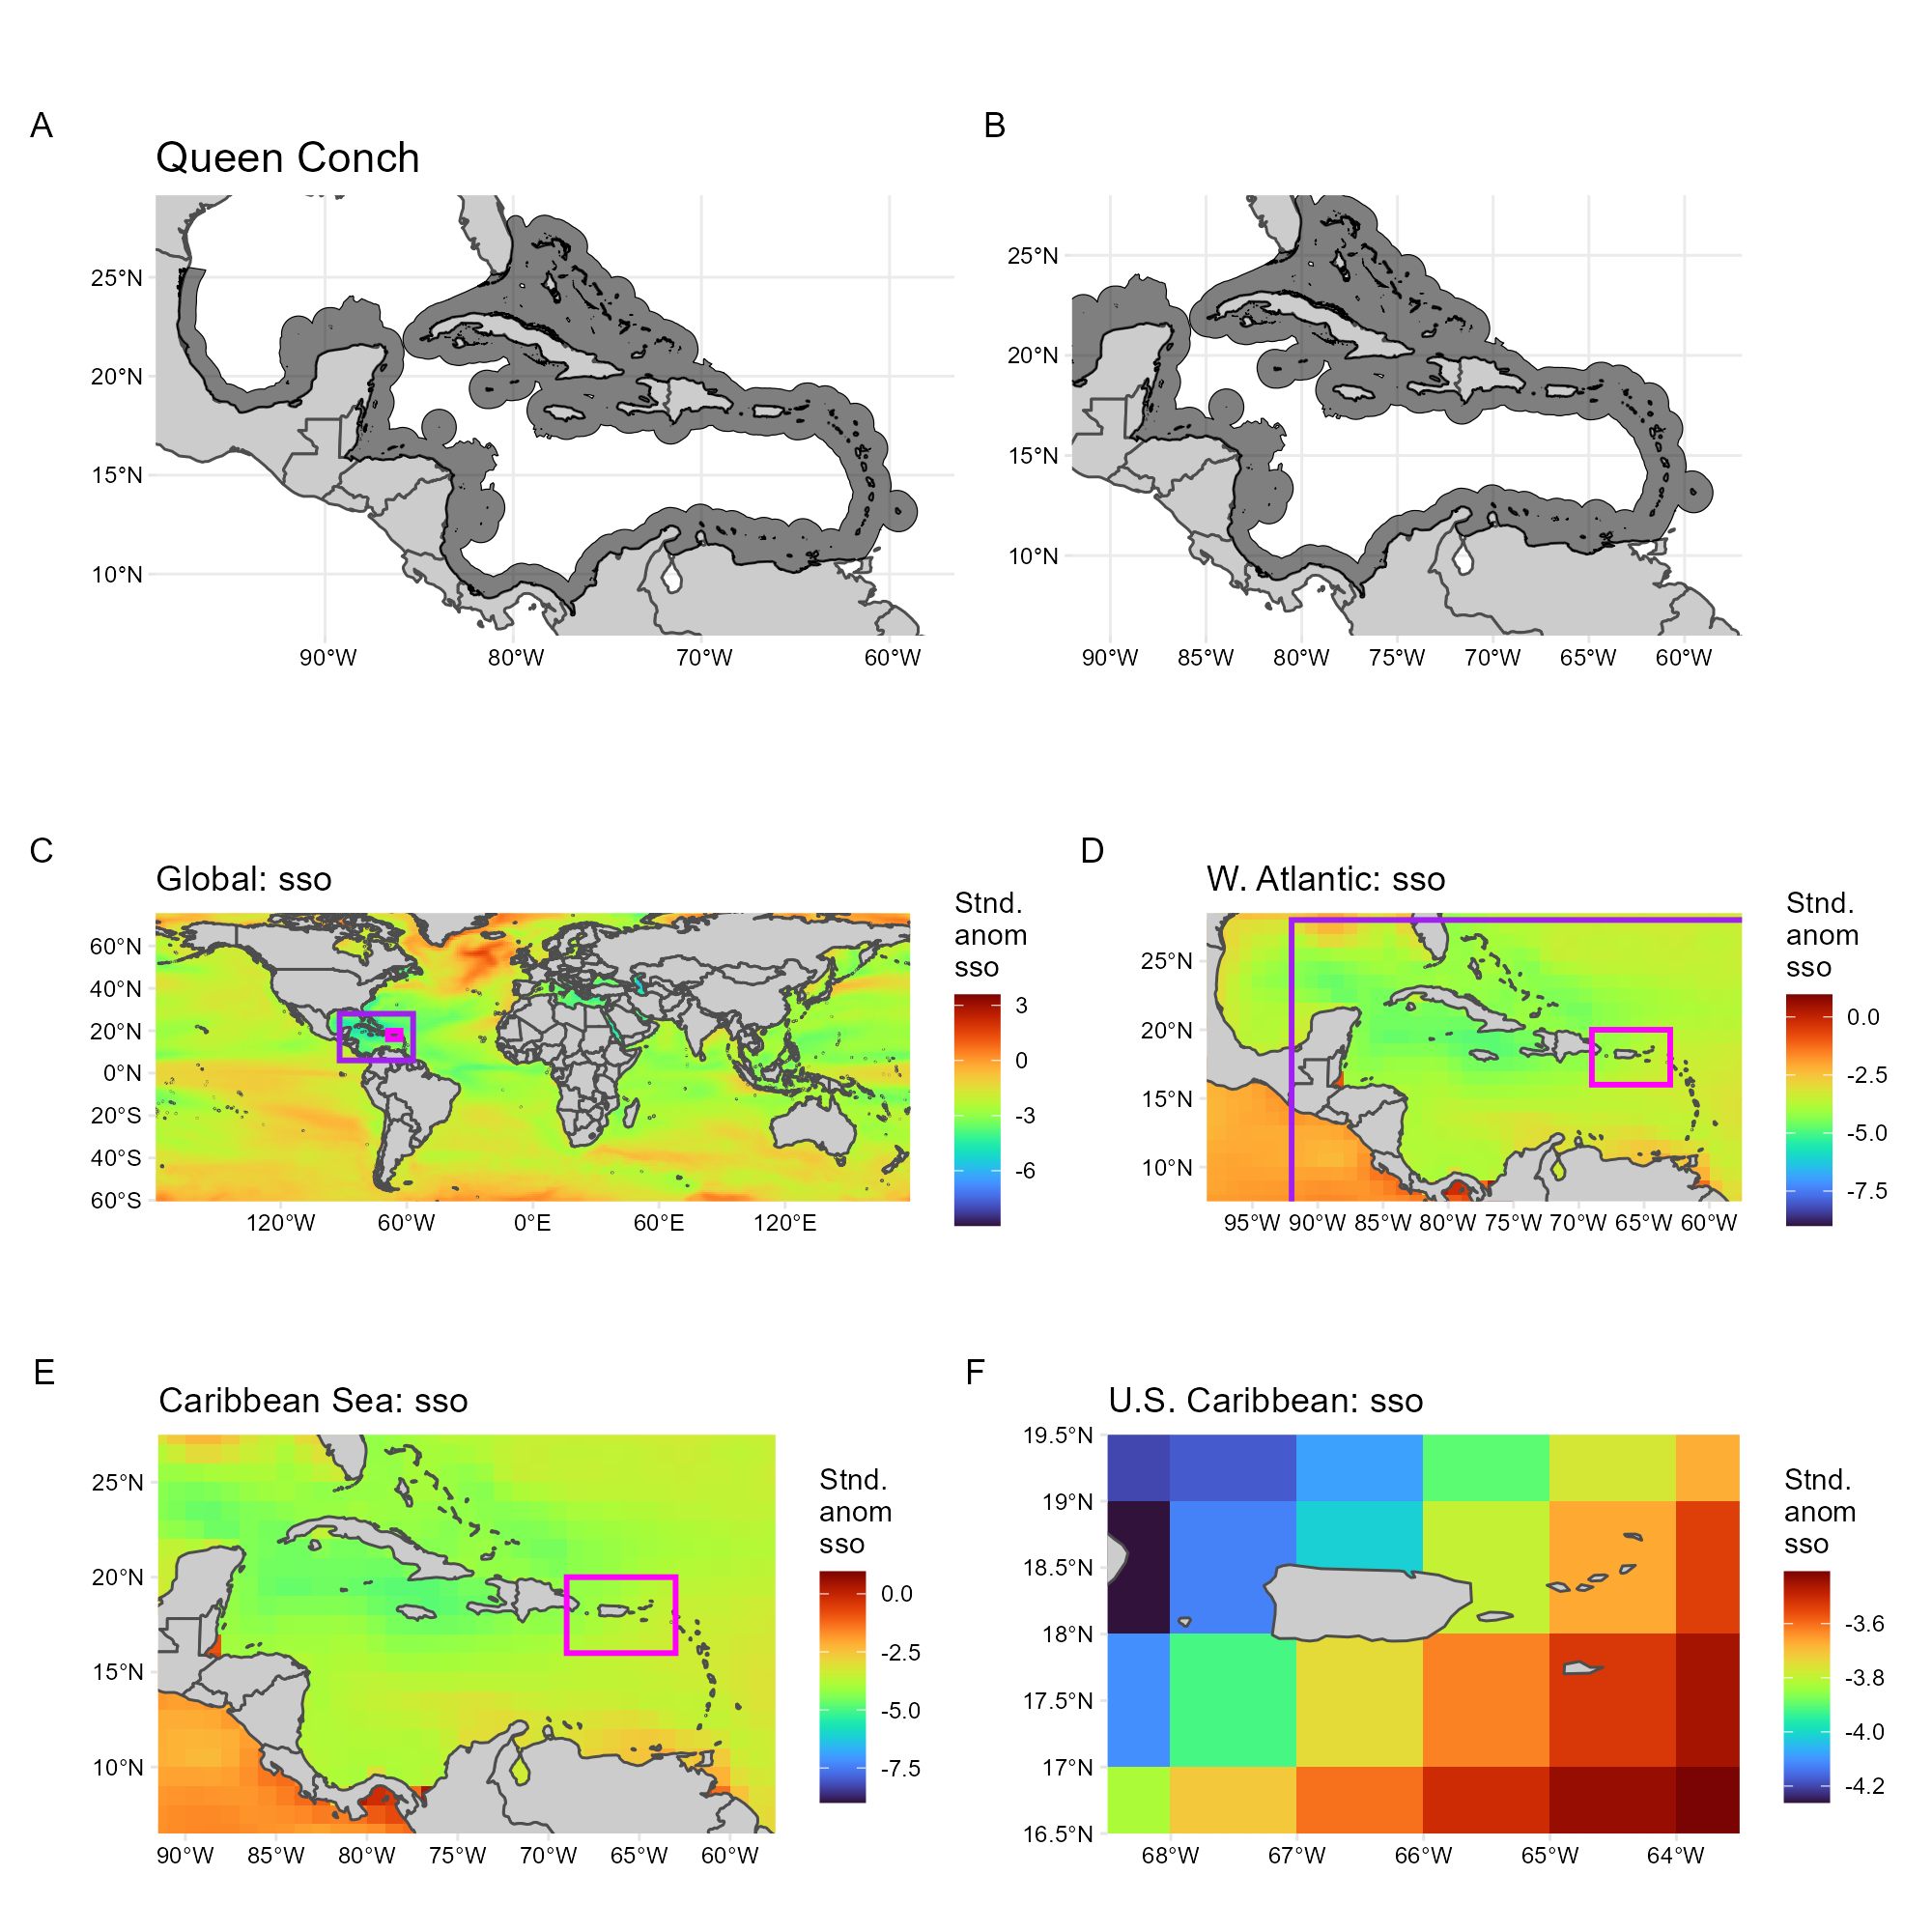 A
B
Queen Conch
25°N
20°N
15°N
10°N
90°W
80°W
70°W
60°W
25°N
20°N
15°N
10°N
90°W
85°W
80°W
75°W
70°W
65°W
60°W
C
Global: sso
60°N
40°N
20°N
0°N
20°S
40°S
60°S
120°W
60°W
0°E
60°E
120°E
Stnd.
anom
sso
3
0
-3
-6
D
W. Atlantic: sso
25°N
20°N
15°N
10°N
95°W
90°W
85°W
80°W
75°W
70°W
65°W
60°W
Stnd.
anom
sso
0.0
-2.5
-5.0
-7.5
E
Caribbean Sea: sso
25°N
20°N
15°N
10°N
90°W
85°W
80°W
75°W
70°W
65°W
60°W
Stnd.
anom
sso
0.0
-2.5
-5.0
-7.5
F
U.S. Caribbean: sso
19.5°N
19°N
18.5°N
18°N
17.5°N
17°N
16.5°N
68°W
67°W
66°W
65°W
64°W
Stnd.
anom
sso
-3.6
-3.8
-4.0
-4.2